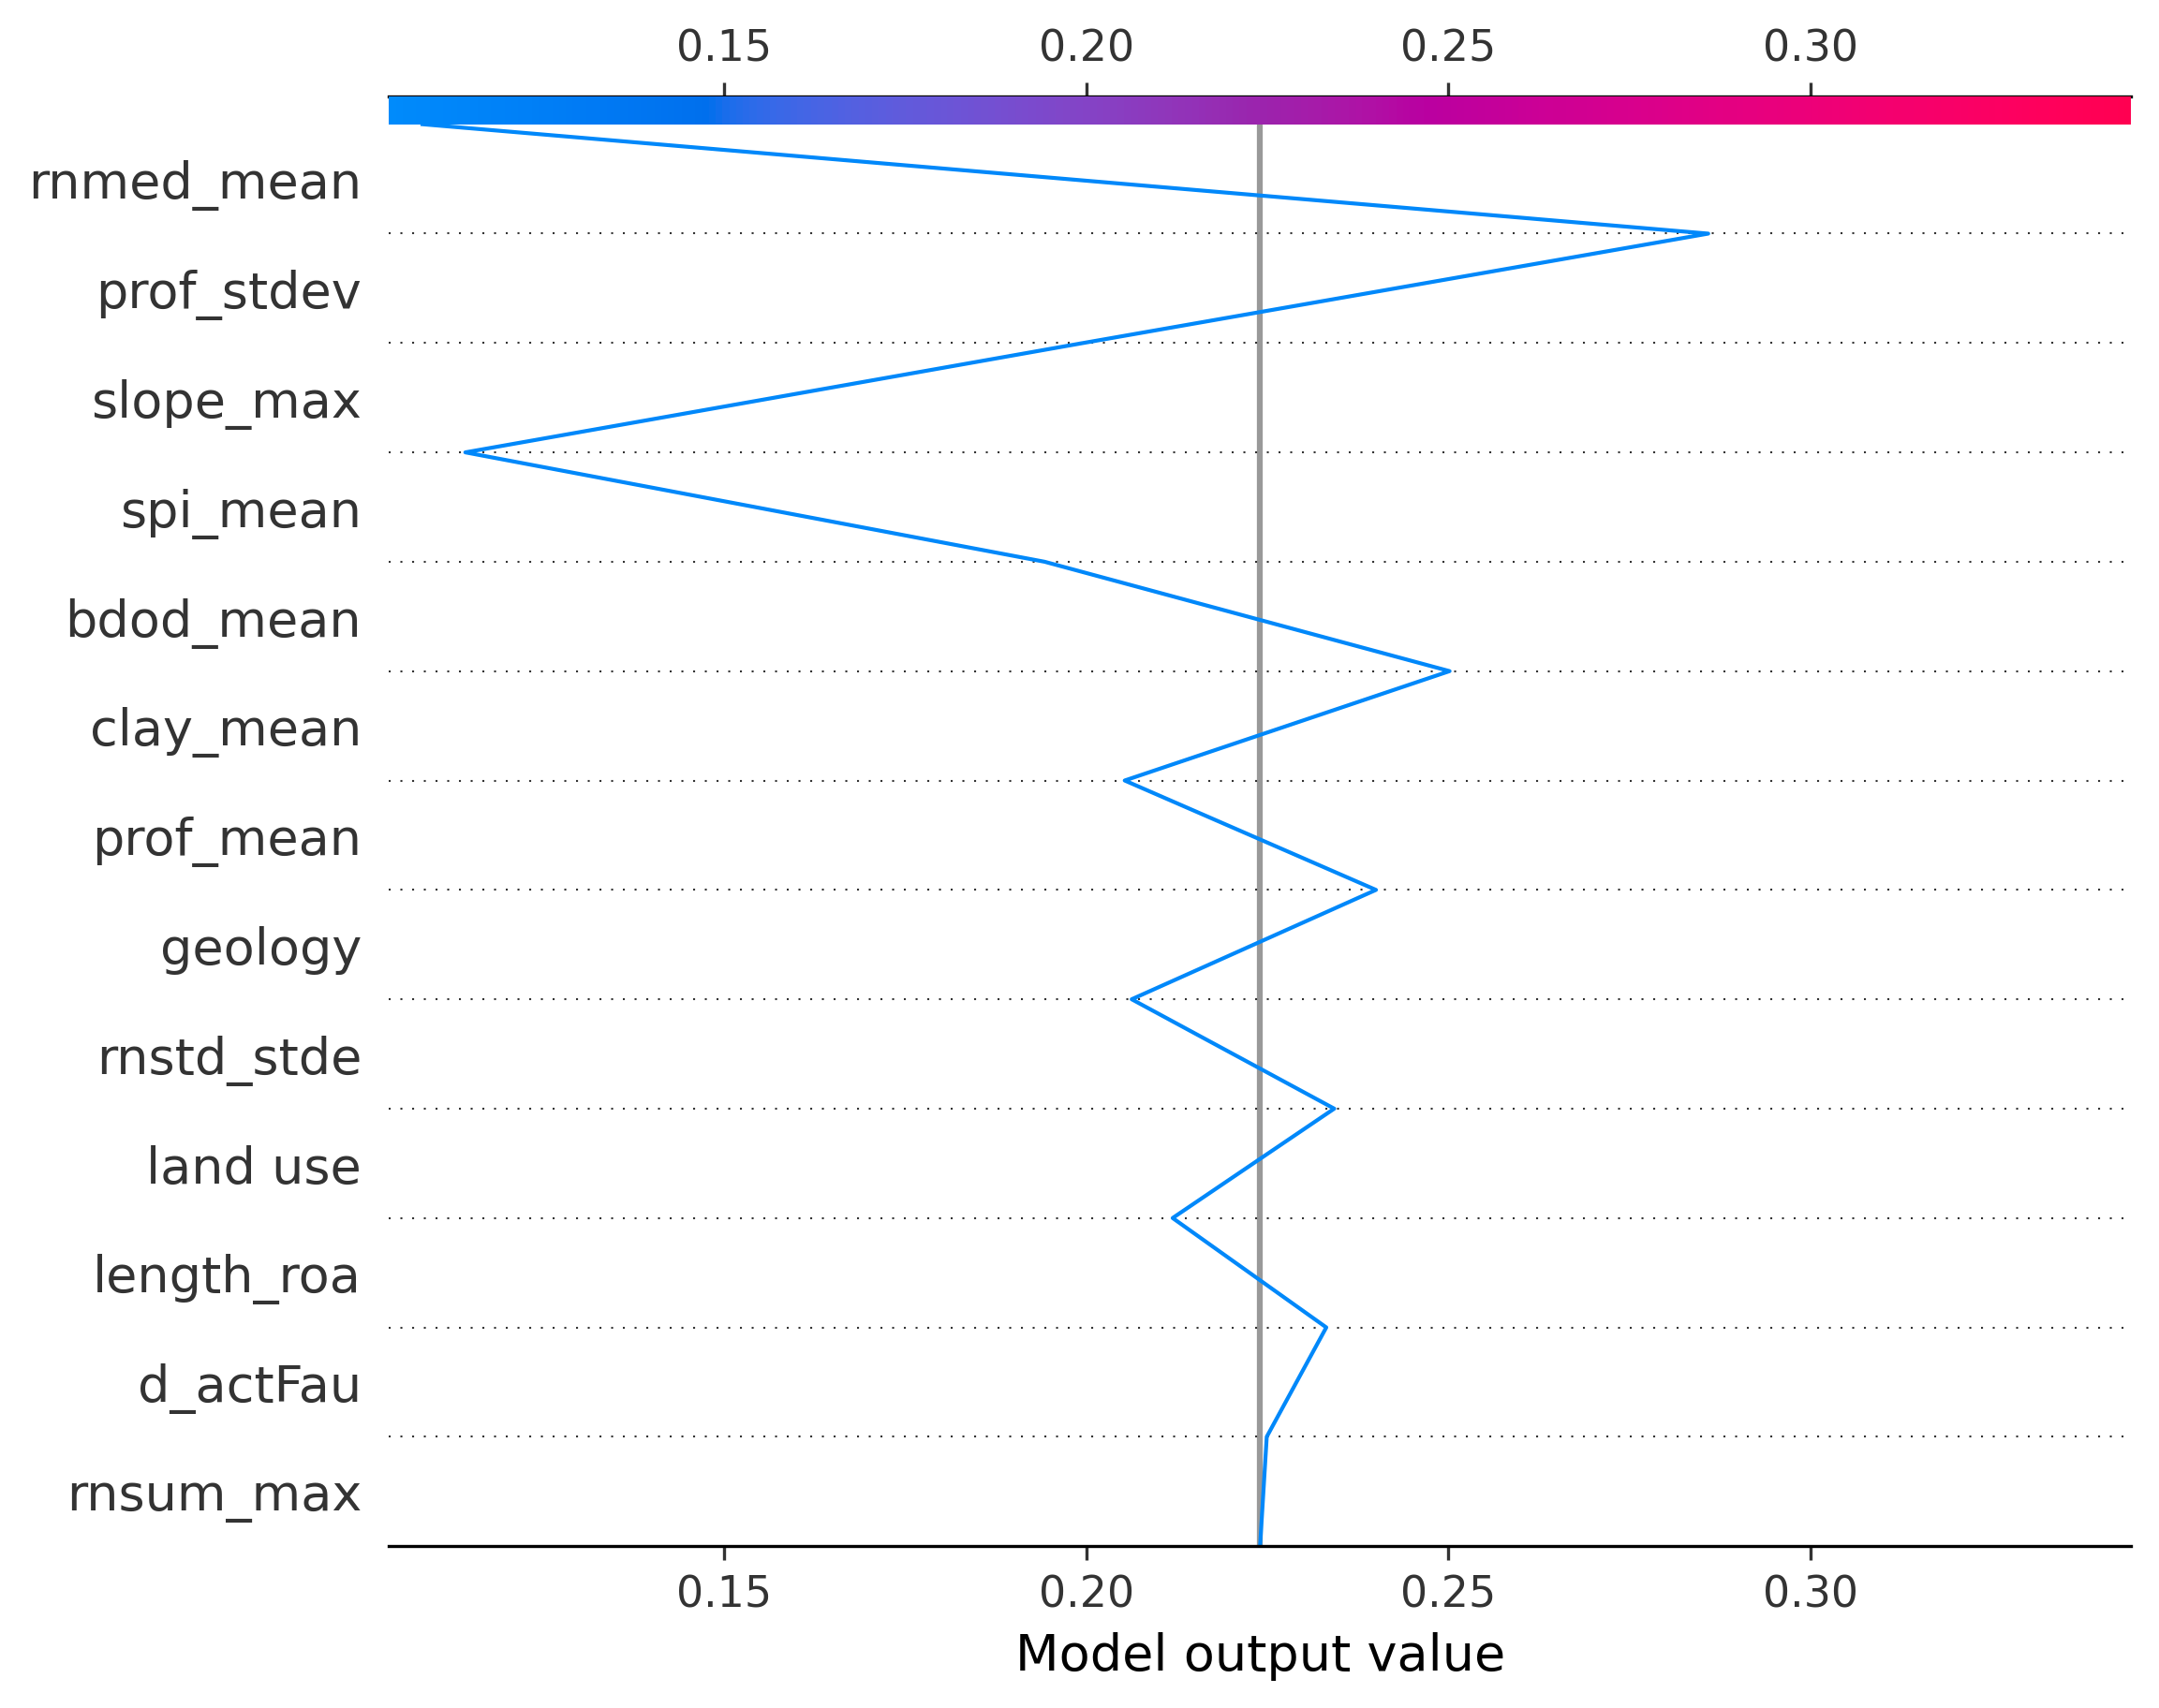 0.15 0.20 0.25 0.30
rnmed_mean
prof_stdev
slope_max
spi_mean
bdod_mean
clay_mean
prof_mean
geology
rnstd_stde
land use
length_roa
d_actFau
rnsum_max
0.15 0.20 0.25 0.30
Model output value